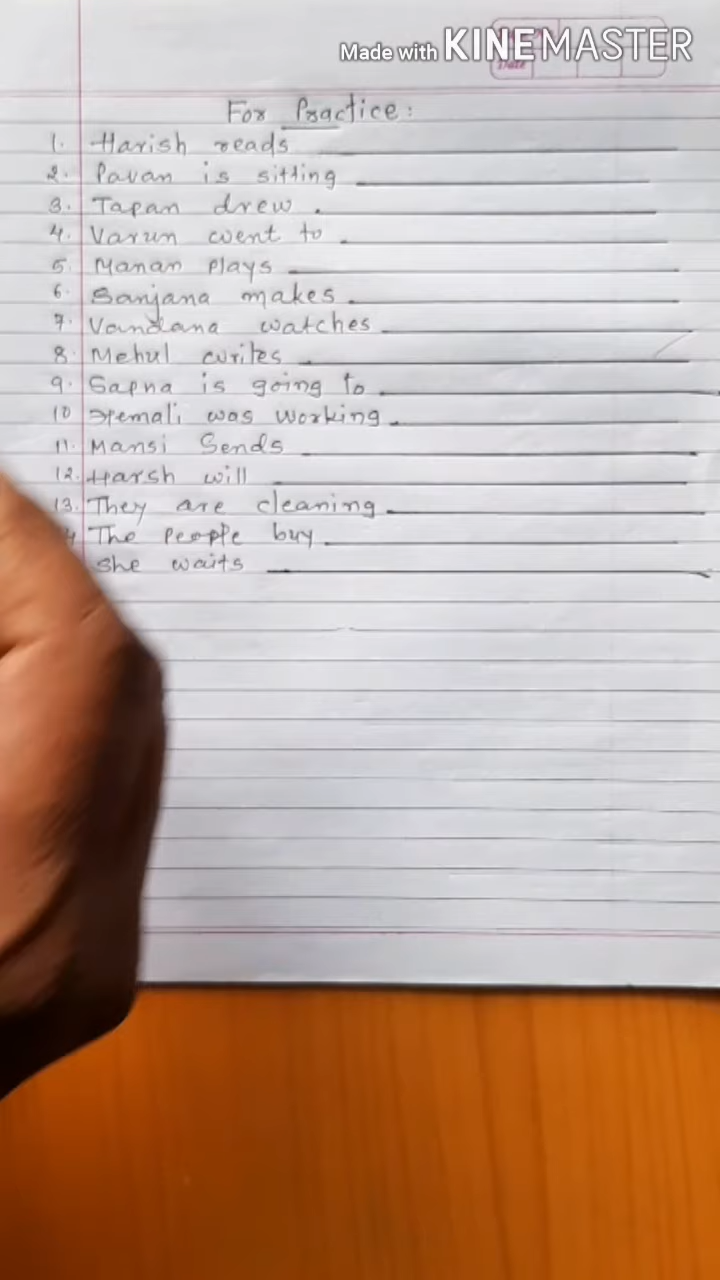 Made with KINEMASTER
Date
For Practice:
1. Harish reads
2. Pavan is sitting
3. Tapan drew
4. Varun went to
5. Manan plays
6. Sanjana makes
7. Vandana watches
8. Mehul writes
9. Sapna is going to
10 Hemali was working
11. Mansi Sends
12. Harsh will
13. They are cleaning
4 The people buy
she waits